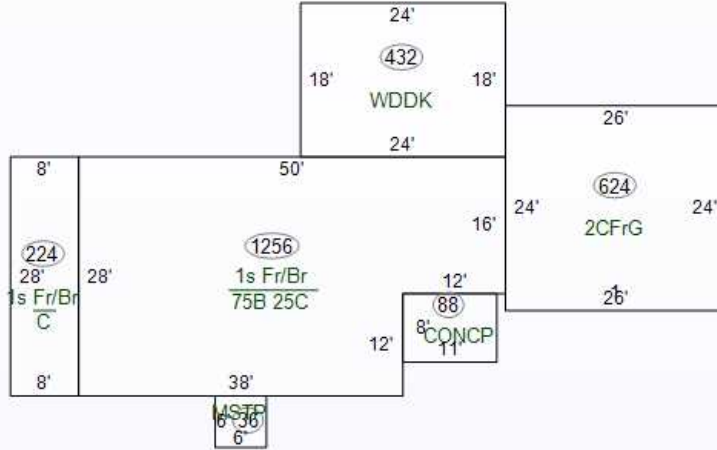 24'
432
18' 18'
WDDK
24'
26'
8' 50'
624
24' 24'
16'
2CFrG
224
1256
28' 28'
1s Fr/Br
1s Fr/Br
75B 25C
C
12'
26'
88
8'
CONCP
12'
11'
8' 38'
MSTP
6' 36
6'